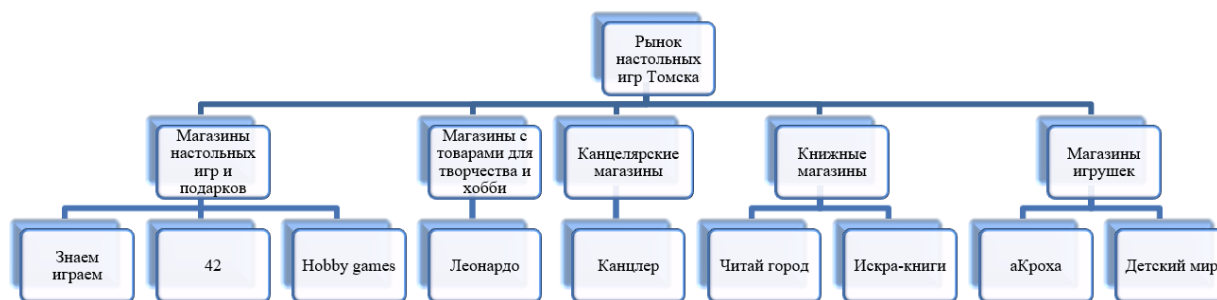 Рынок
настольных
игр Томска
Магазины
настольных
игр и
подарков
Магазины с
товарами для
творчества и
хобби
Канцелярские
магазины
Книжные
магазины
Магазины
игрушек
Знаем
играем
42
Hobby games
Леонардо
Канцлер
Читай город
Искра-книги
аКроха
Детский мир